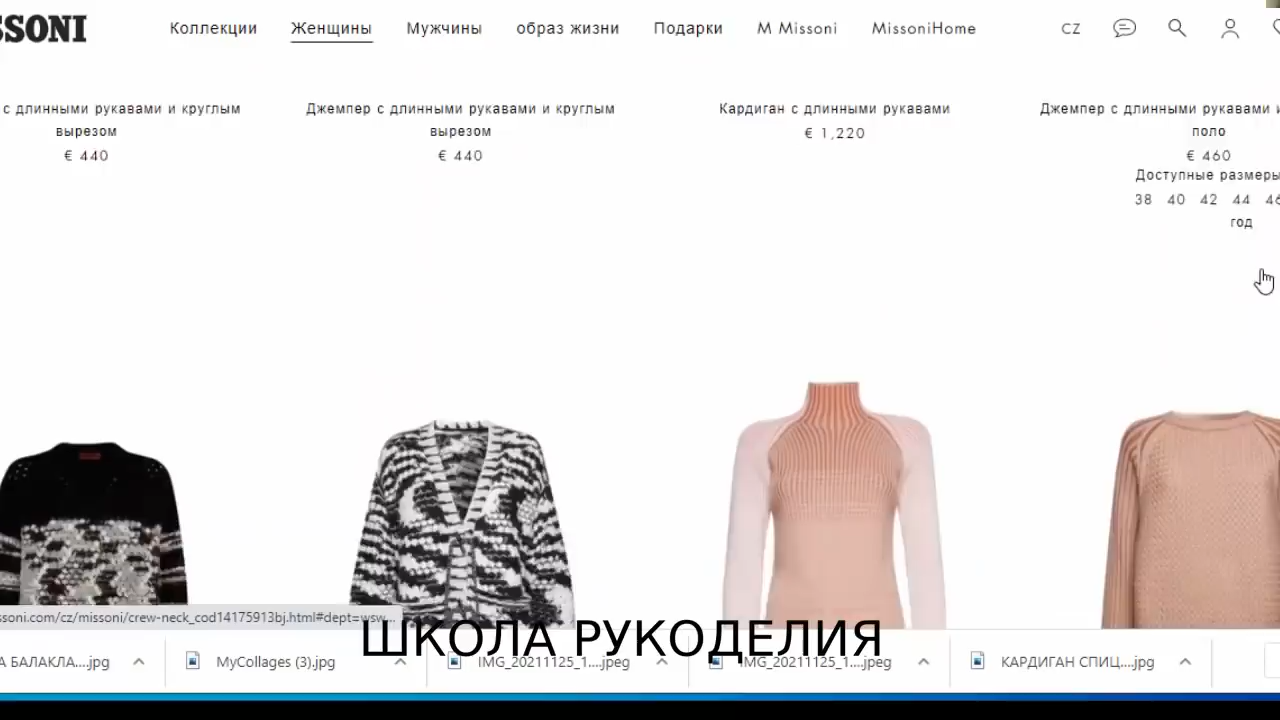 SSONI
Коллекции Женщины Мужчины образ жизни Подарки M Missoni MissoniHome CZ
с длинными рукавами и круглым
вырезом
€ 440
Джемпер с длинными рукавами и круглым
вырезом
€ 440
Кардиган с длинными рукавами
€ 1,220
Джемпер с длинными рукавами и
поло
€ 460
Доступные размеры
38 40 42 44 46
год
ssoni.com/cz/missoni/crew-neck_cod14175913bj.html#dept=wsw...
ШКОЛА РУКОДЕЛИЯ
А БАЛАКЛА....jpg MyCollages (3).jpg IMG_20211125_1....jpeg IMG_20211125_1....jpeg КАРДИГАН СПИЦ....jpg